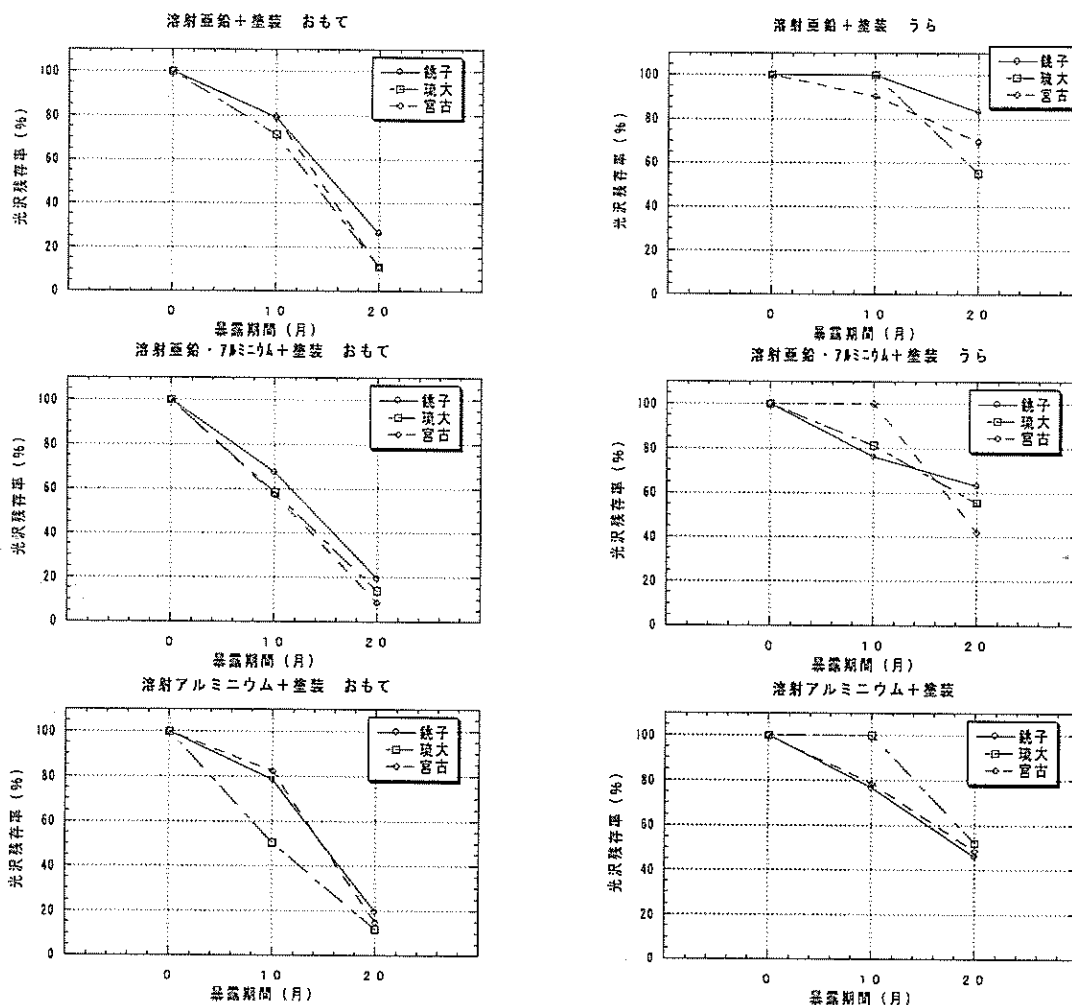 溶射亜鉛+塗装 おもて
光沢残存率(%)
100
80
60
40
20
0
銚子
琉大
宮古
0
10
20
暴露期間(月)
溶射亜鉛+塗装 うら
光沢残存率(%)
100
80
60
40
20
0
銚子
琉大
宮古
0
10
20
暴露期間(月)
溶射亜鉛・アルミニウム+塗装 おもて
光沢残存率(%)
100
80
60
40
20
0
銚子
琉大
宮古
0
10
20
暴露期間(月)
溶射亜鉛・アルミニウム+塗装 うら
光沢残存率(%)
100
80
60
40
20
0
銚子
琉大
宮古
0
10
20
暴露期間(月)
溶射アルミニウム+塗装 おもて
光沢残存率(%)
100
80
60
40
20
0
銚子
琉大
宮古
0
10
20
暴露期間(月)
溶射アルミニウム+塗装
光沢残存率(%)
100
80
60
40
20
0
銚子
琉大
宮古
0
10
20
暴露期間(月)